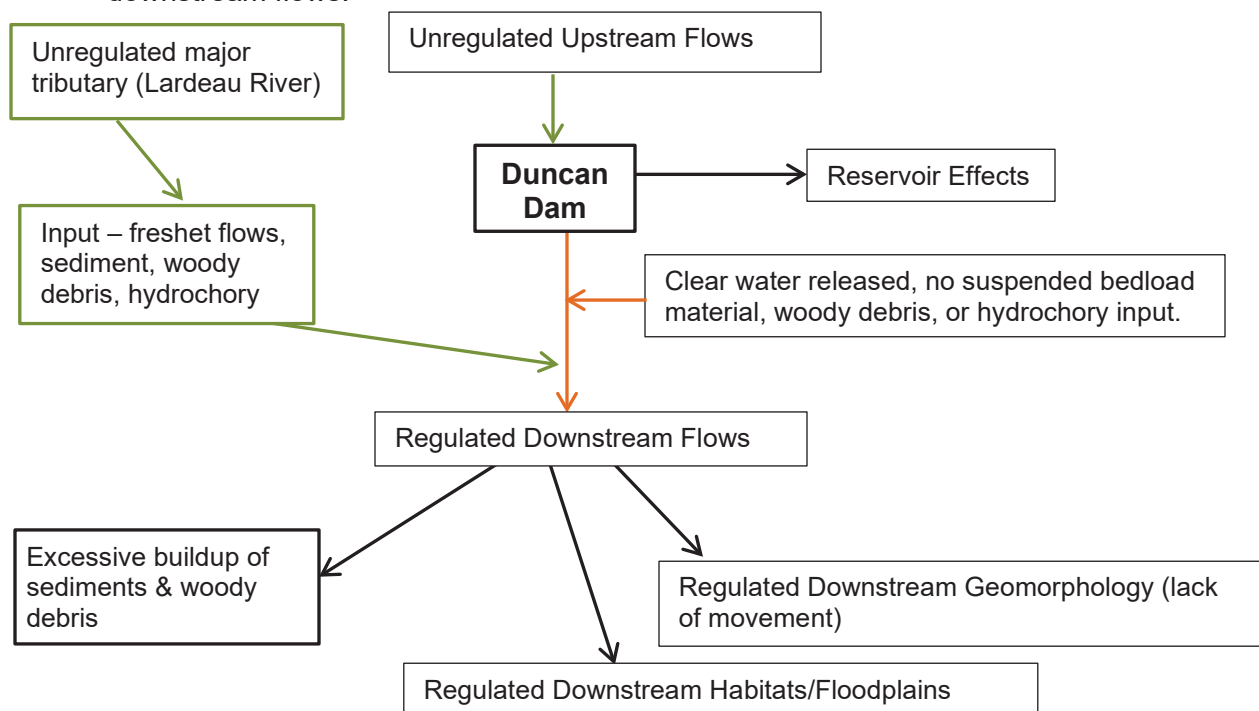 downstream flows.
Unregulated major
tributary (Lardeau River)
Unregulated Upstream Flows
Duncan
Dam
Reservoir Effects
Input – freshet flows,
sediment, woody
debris, hydrochory
Clear water released, no suspended bedload
material, woody debris, or hydrochory input.
Regulated Downstream Flows
Excessive buildup of
sediments & woody
debris
Regulated Downstream Geomorphology (lack
of movement)
Regulated Downstream Habitats/Floodplains